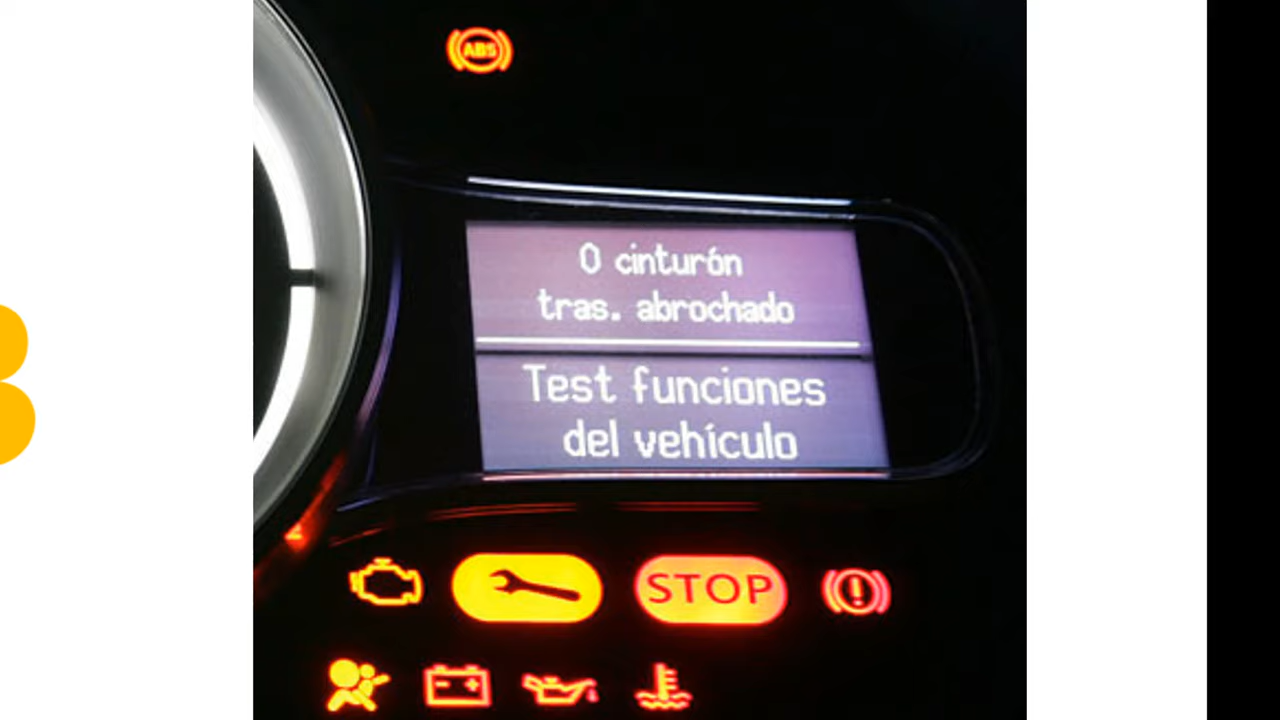 ABS
0 cinturón
tras. abrochado
Test funciones
del vehículo
STOP